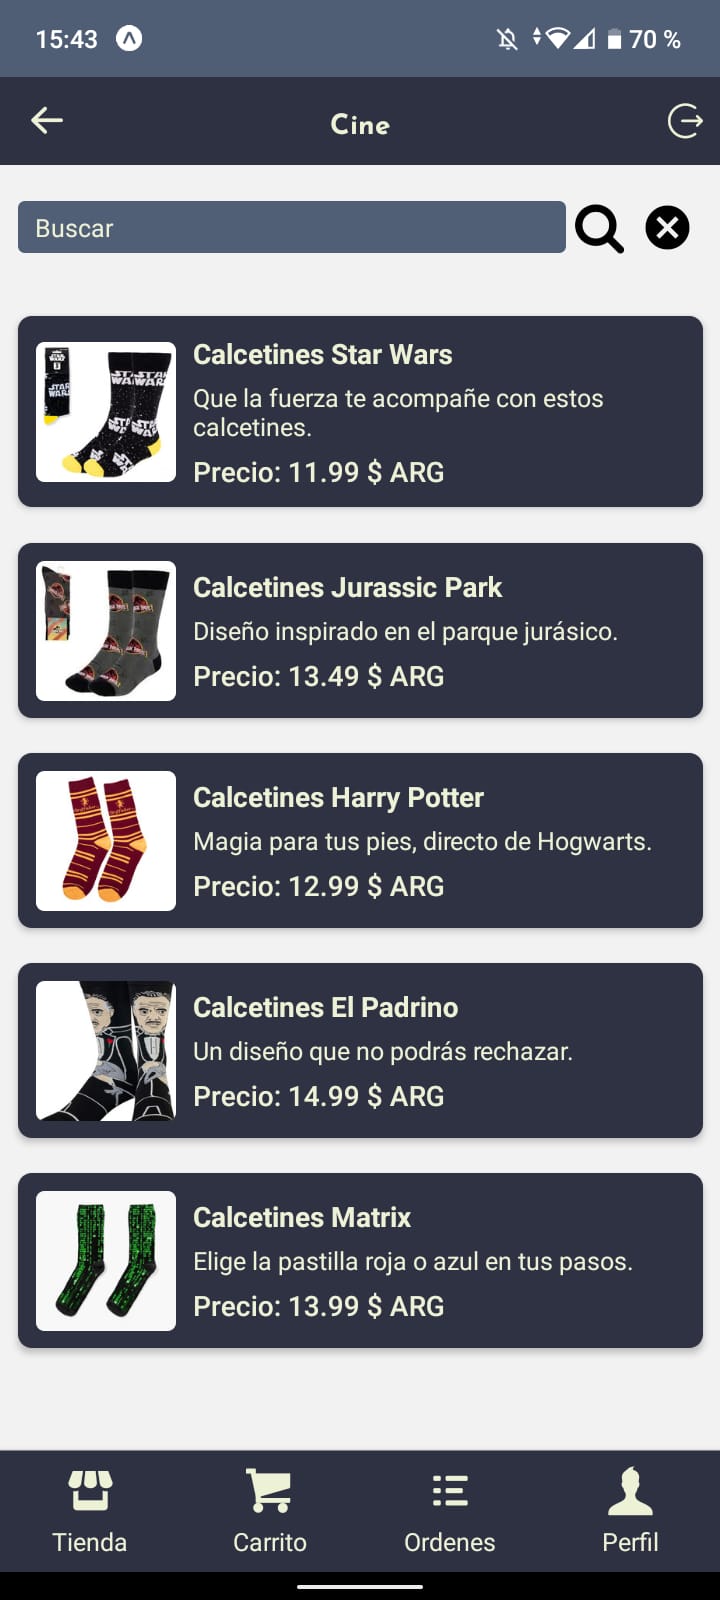 15:43
70 %
Cine
Buscar
Calcetines Star Wars
Que la fuerza te acompañe con estos
calcetines.
Precio: 11.99 $ ARG
Calcetines Jurassic Park
Diseño inspirado en el parque jurásico.
Precio: 13.49 $ ARG
Calcetines Harry Potter
Magia para tus pies, directo de Hogwarts.
Precio: 12.99 $ ARG
Calcetines El Padrino
Un diseño que no podrás rechazar.
Precio: 14.99 $ ARG
Calcetines Matrix
Elige la pastilla roja o azul en tus pasos.
Precio: 13.99 $ ARG
Tienda
Carrito
Ordenes
Perfil